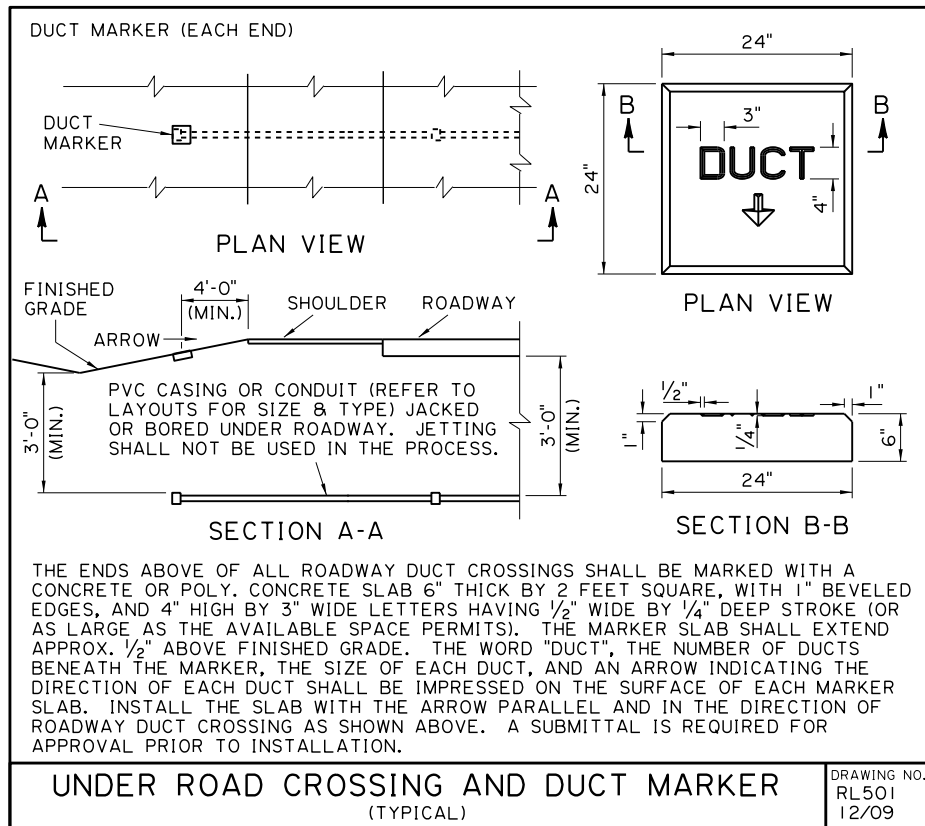 DUCT MARKER (EACH END)
DUCT
MARKER
A
A
PLAN VIEW
24"
24"
B
B
3"
DUCT
4"
PLAN VIEW
FINISHED
GRADE
4'-0"
(MIN.)
SHOULDER
ROADWAY
ARROW
3'-0"
(MIN.)
PVC CASING OR CONDUIT (REFER TO
LAYOUTS FOR SIZE & TYPE) JACKED
OR BORED UNDER ROADWAY. JETTING
SHALL NOT BE USED IN THE PROCESS.
3'-0"
(MIN.)
SECTION A-A
1/2"
1"
1"
1/4"
6"
24"
SECTION B-B
THE ENDS ABOVE OF ALL ROADWAY DUCT CROSSINGS SHALL BE MARKED WITH A
CONCRETE OR POLY. CONCRETE SLAB 6" THICK BY 2 FEET SQUARE, WITH 1" BEVELED
EDGES, AND 4" HIGH BY 3" WIDE LETTERS HAVING 1/2" WIDE BY 1/4" DEEP STROKE (OR
AS LARGE AS THE AVAILABLE SPACE PERMITS). THE MARKER SLAB SHALL EXTEND
APPROX. 1/2" ABOVE FINISHED GRADE. THE WORD "DUCT", THE NUMBER OF DUCTS
BENEATH THE MARKER, THE SIZE OF EACH DUCT, AND AN ARROW INDICATING THE
DIRECTION OF EACH DUCT SHALL BE IMPRESSED ON THE SURFACE OF EACH MARKER
SLAB. INSTALL THE SLAB WITH THE ARROW PARALLEL AND IN THE DIRECTION OF
ROADWAY DUCT CROSSING AS SHOWN ABOVE. A SUBMITTAL IS REQUIRED FOR
APPROVAL PRIOR TO INSTALLATION.
UNDER ROAD CROSSING AND DUCT MARKER
(TYPICAL)
DRAWING NO.
RL501
12/09